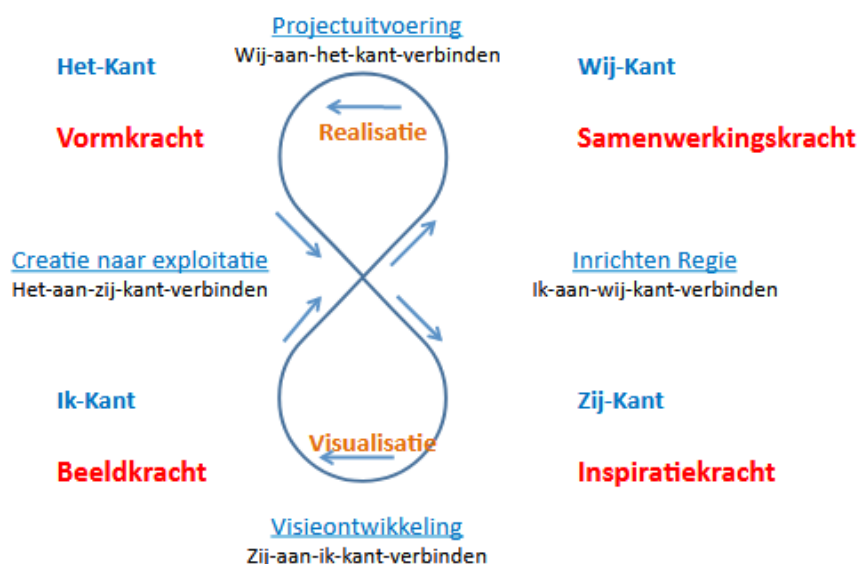 Projectuitvoering
Wij-aan-het-kant-verbinden
Het-Kant
Wij-Kant
Vormkracht
Realisatie
Samenwerkingskracht
Creatie naar exploitatie
Het-aan-zij-kant-verbinden
Inrichten Regie
Ik-aan-wij-kant-verbinden
Ik-Kant
Zij-Kant
Beeldkracht
Visualisatie
Inspiratiekracht
Visieontwikkeling
Zij-aan-ik-kant-verbinden